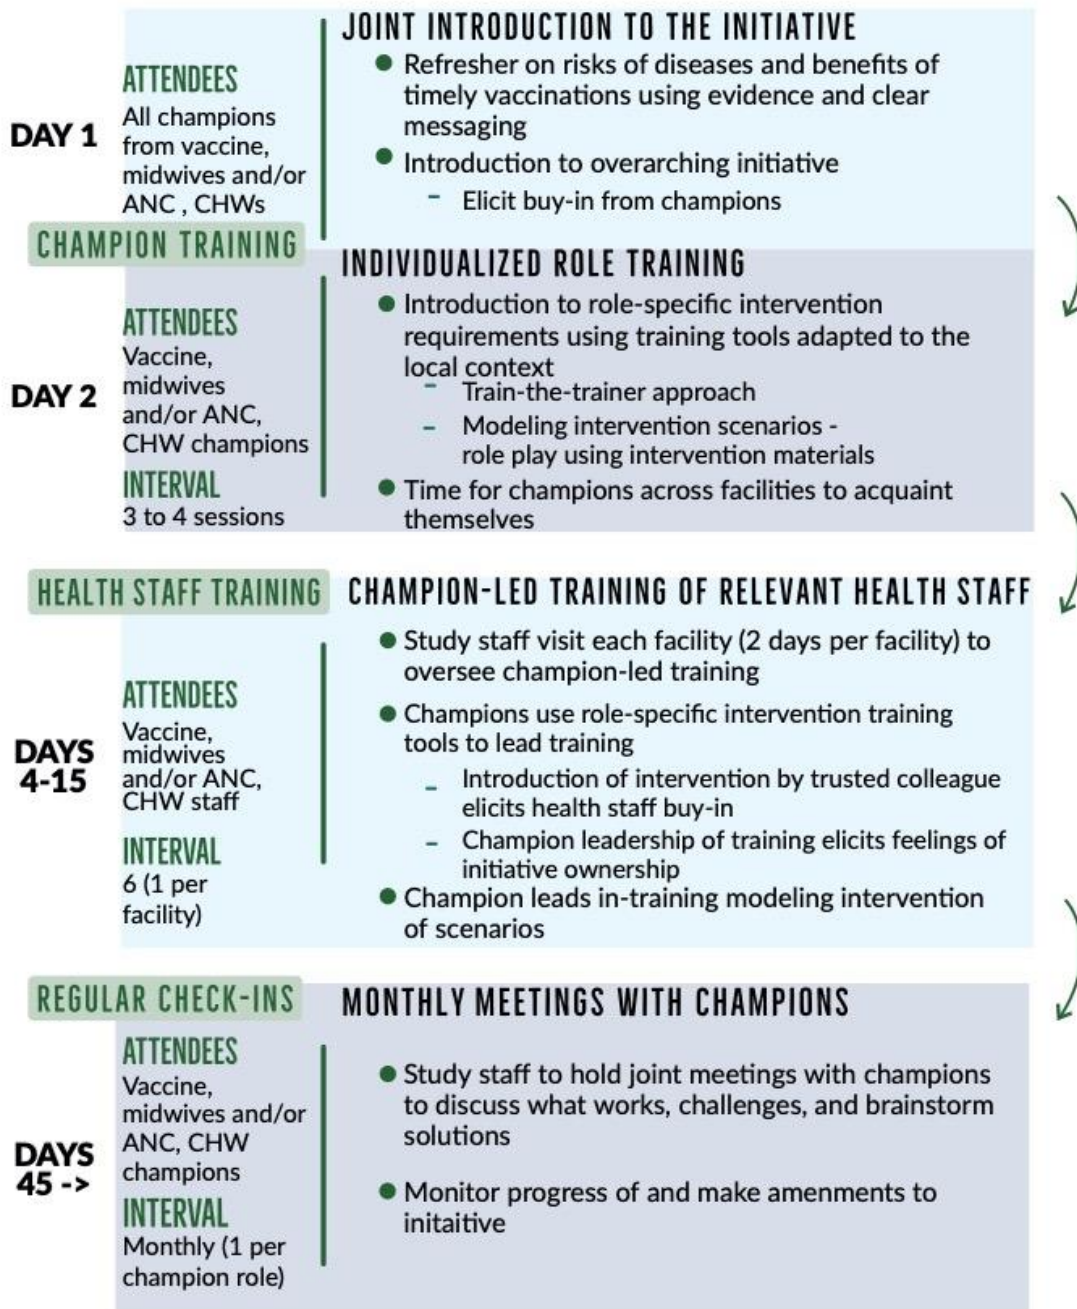 JOINT INTRODUCTION TO THE INITIATIVE
DAY 1
ATTENDEES
All champions
from vaccine,
midwives and/or
ANC , CHWs
● Refresher on risks of diseases and benefits of
timely vaccinations using evidence and clear
messaging
● Introduction to overarching initiative
- Elicit buy-in from champions
CHAMPION TRAINING
INDIVIDUALIZED ROLE TRAINING
DAY 2
ATTENDEES
Vaccine,
midwives
and/or ANC,
CHW champions
INTERVAL
3 to 4 sessions
● Introduction to role-specific intervention
requirements using training tools adapted to the
local context
- Train-the-trainer approach
- Modeling intervention scenarios -
role play using intervention materials
● Time for champions across facilities to acquaint
themselves
HEALTH STAFF TRAINING
CHAMPION-LED TRAINING OF RELEVANT HEALTH STAFF
DAYS
4-15
ATTENDEES
Vaccine,
midwives
and/or ANC,
CHW staff
INTERVAL
6 (1 per
facility)
● Study staff visit each facility (2 days per facility) to
oversee champion-led training
● Champions use role-specific intervention training
tools to lead training
- Introduction of intervention by trusted colleague
elicits health staff buy-in
- Champion leadership of training elicits feelings of
initiative ownership
● Champion leads in-training modeling intervention
of scenarios
REGULAR CHECK-INS
MONTHLY MEETINGS WITH CHAMPIONS
DAYS
45 ->
ATTENDEES
Vaccine,
midwives and/or
ANC, CHW
champions
INTERVAL
Monthly (1 per
champion role)
● Study staff to hold joint meetings with champions
to discuss what works, challenges, and brainstorm
solutions
● Monitor progress of and make amenments to
initaitive